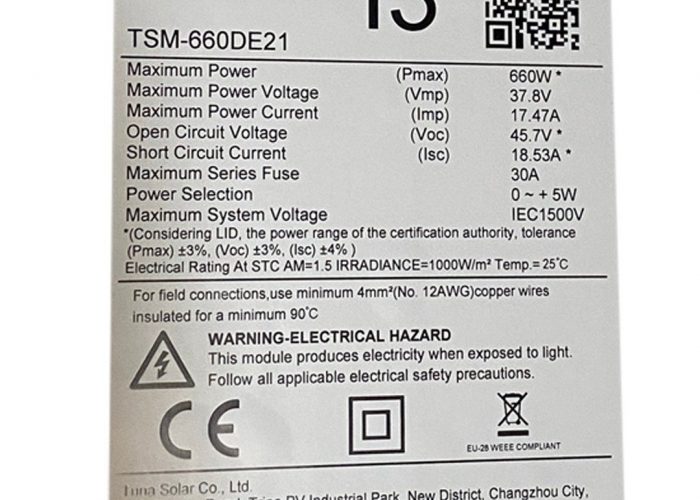 15
TSM-660DE21
Maximum Power (Pmax) 660W *
Maximum Power Voltage (Vmp) 37.8V
Maximum Power Current (Imp) 17.47A
Open Circuit Voltage (Voc) 45.7V *
Short Circuit Current (Isc) 18.53A *
Maximum Series Fuse 30A
Power Selection 0 ~ + 5W
Maximum System Voltage IEC1500V
*(Considering LID, the power range of the certification authority, tolerance
(Pmax) ±3%, (Voc) ±3%, (Isc) ±4% )
Electrical Rating At STC AM=1.5 IRRADIANCE=1000W/m² Temp.= 25℃
For field connections,use minimum 4mm²(No. 12AWG)copper wires
insulated for a minimum 90℃
WARNING-ELECTRICAL HAZARD
This module produces electricity when exposed to light.
Follow all applicable electrical safety precautions.
CE
EU-28 WEEE COMPLIANT
Solar Co., Ltd.
PV Industrial Park, New District, Changzhou City,